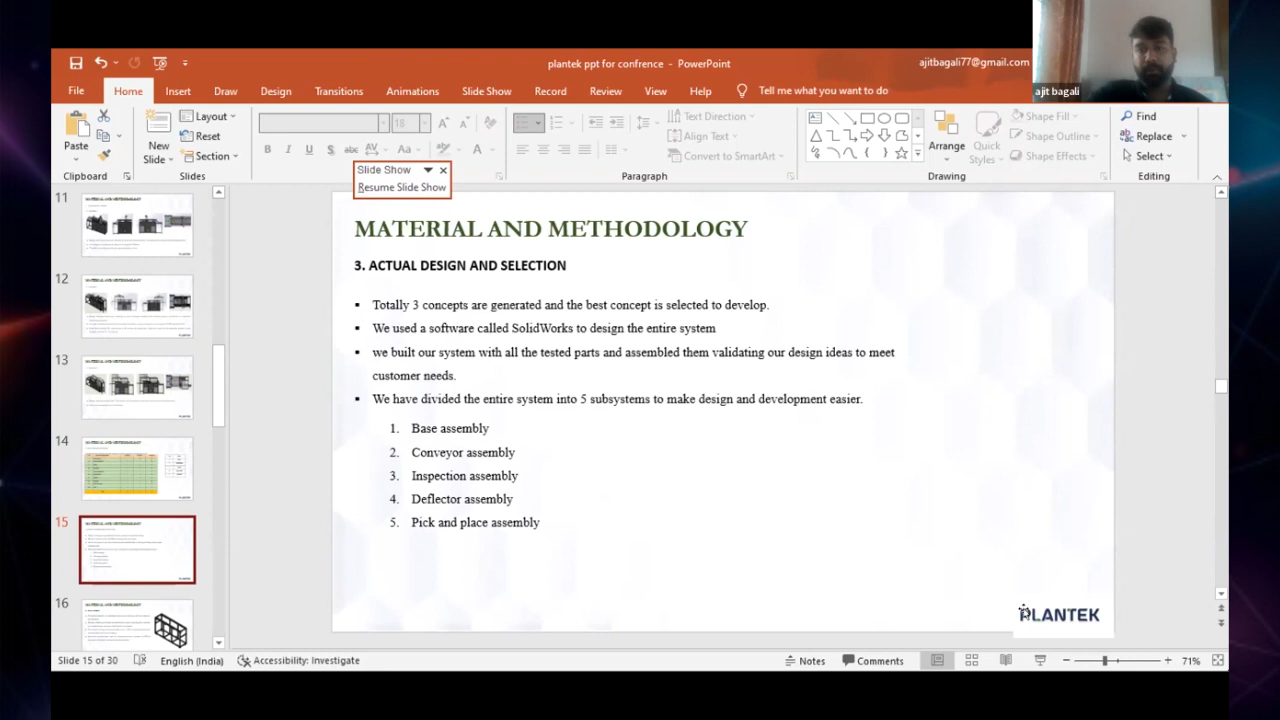 plantek ppt for confrence - PowerPoint
ajitbagali77@gmail.com
ajit bagali
File Home Insert Draw Design Transitions Animations Slide Show Record Review View Help Tell me what you want to do
Paste
Clipboard
New
Slide
Layout
Reset
Section
Slides
18
Slide Show
Resume Slide Show
Text Direction
Align Text
Convert to SmartArt
Paragraph
Arrange
Quick
Styles
Shape Fill
Shape Outline
Shape Effects
Drawing
Find
Replace
Select
Editing
11
12
13
14
15
16
MATERIAL AND METHODOLOGY
3. ACTUAL DESIGN AND SELECTION
▪ Totally 3 concepts are generated and the best concept is selected to develop.
▪ We used a software called SolidWorks to design the entire system
▪ we built our system with all the tested parts and assembled them validating our design ideas to meet
customer needs.
▪ We have divided the entire system into 5 subsystems to make design and development easier.
1. Base assembly
2. Conveyor assembly
3. Inspection assembly
4. Deflector assembly
5. Pick and place assembly
PLANTEK
Slide 15 of 30 English (India) Accessibility: Investigate Notes Comments 71%